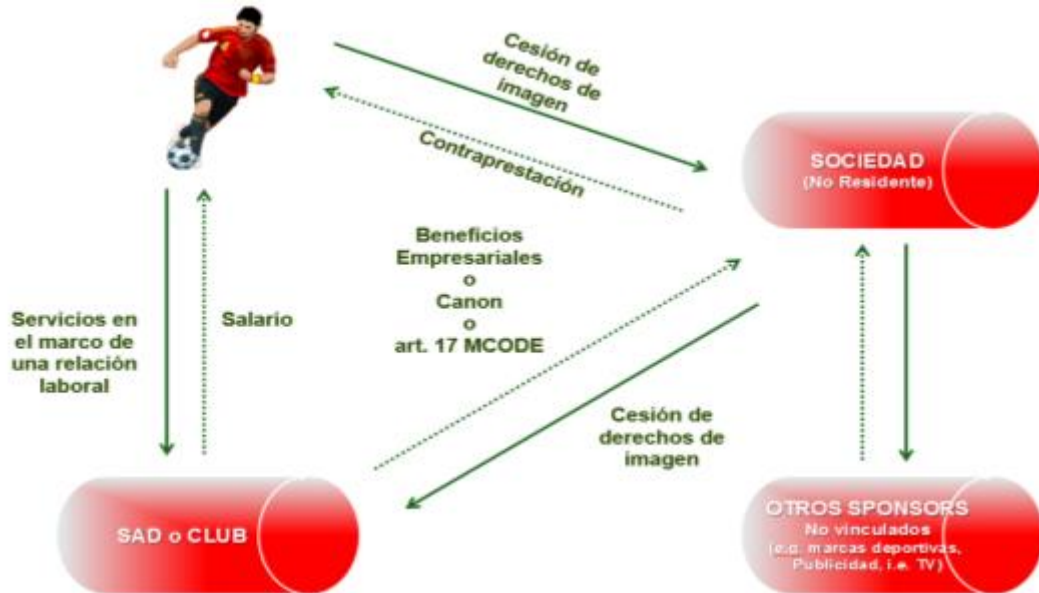 Cesión de
derechos de
imagen
Contraprestación
SOCIEDAD
(No Residente)
Beneficios
Empresariales
o
Canon
o
art. 17 MCODE
Servicios en
el marco de
una relación
laboral
Salario
Cesión de
derechos de
imagen
SAD o CLUB
OTROS SPONSORS
No vinculados
(e.g. marcas deportivas,
Publicidad, i.e. TV)